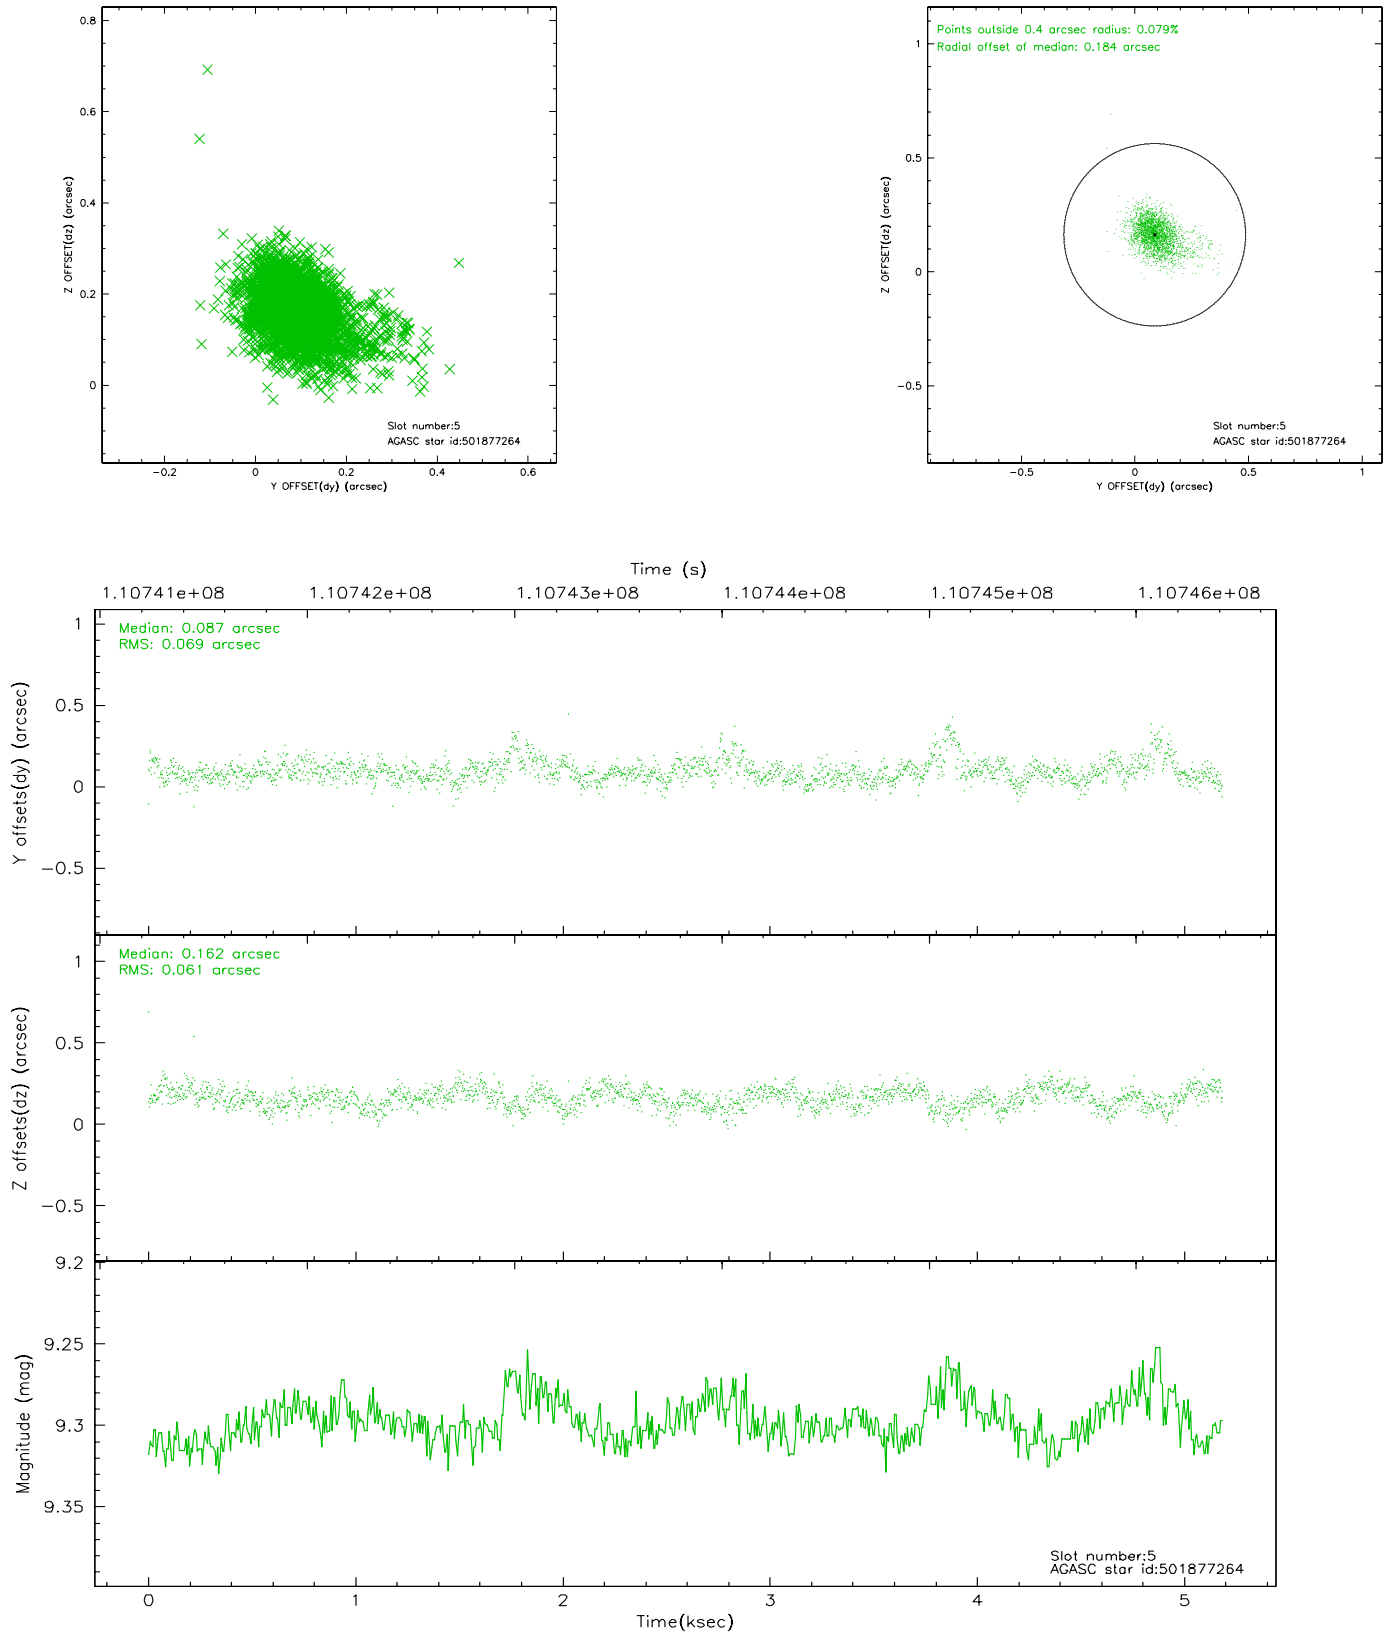 0.8
0.6
0.4
0.2
0
Z OFFSET(dz) (arcsec)
Slot number:5
AGASC star id:501877264
−0.2 0 0.2 0.4 0.6
Y OFFSET(dy) (arcsec)
Points outside 0.4 arcsec radius: 0.079%
Radial offset of median: 0.184 arcsec
1
0.5
0
−0.5
Z OFFSET(dz) (arcsec)
Slot number:5
AGASC star id:501877264
−0.5 0 0.5 1
Y OFFSET(dy) (arcsec)
Time (s)
1.10741e+08 1.10742e+08 1.10743e+08 1.10744e+08 1.10745e+08 1.10746e+08
Median: 0.087 arcsec
RMS: 0.069 arcsec
1
0.5
0
−0.5
Y offsets(dy) (arcsec)
Median: 0.162 arcsec
RMS: 0.061 arcsec
1
0.5
0
−0.5
Z offsets(dz) (arcsec)
9.2
9.25
9.3
9.35
Magnitude (mag)
Slot number:5
AGASC star id:501877264
0 1 2 3 4 5
Time(ksec)